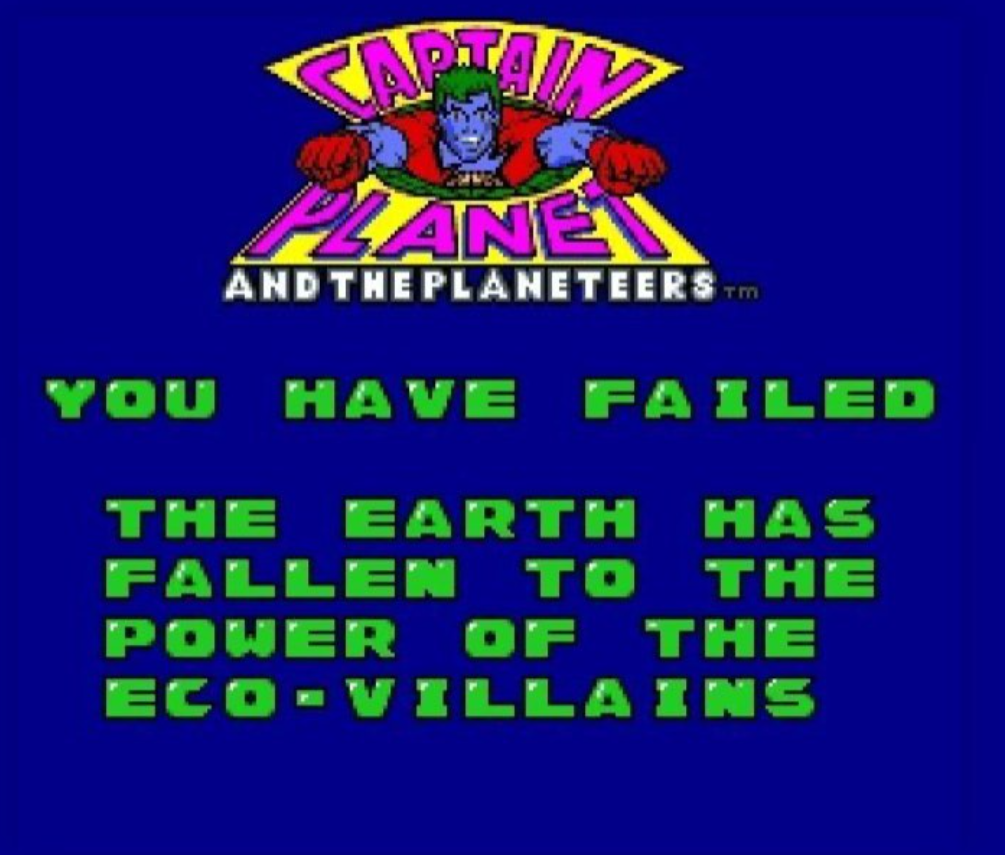 CAPTAIN
PLANET
AND THE PLANETEERS TM
YOU HAVE FAILED
THE EARTH HAS
FALLEN TO THE
POWER OF THE
ECO-VILLAINS